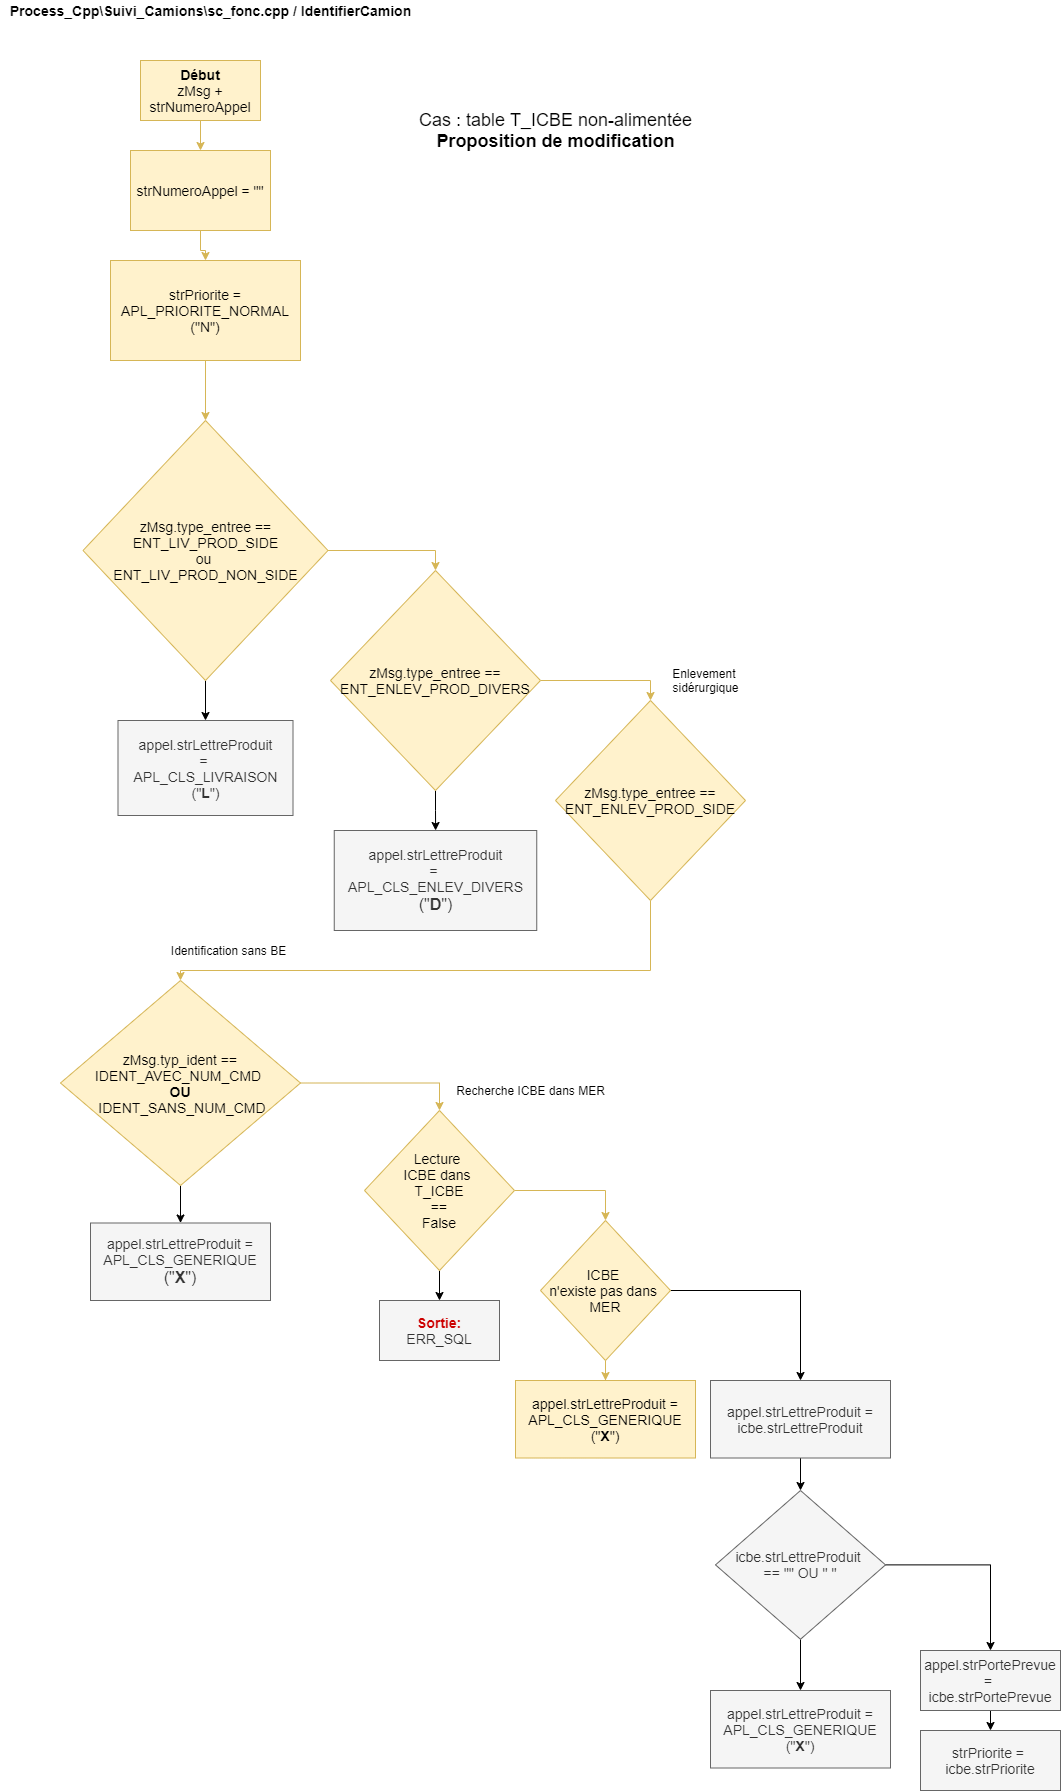 Process_Cpp\Suivi_Camions\sc_fonc.cpp / IdentifierCamion
Début
zMsg +
strNumeroAppel
Cas : table T_ICBE non-alimentée
Proposition de modification
strNumeroAppel = ""
strPriorite =
APL_PRIORITE_NORMAL
("N")
zMsg.type_entree ==
ENT_LIV_PROD_SIDE
ou
ENT_LIV_PROD_NON_SIDE
zMsg.type_entree ==
ENT_ENLEV_PROD_DIVERS
Enlevement
sidérurgique
appel.strLettreProduit
=
APL_CLS_LIVRAISON
("L")
zMsg.type_entree ==
ENT_ENLEV_PROD_SIDE
appel.strLettreProduit
=
APL_CLS_ENLEV_DIVERS
("D")
Identification sans BE
zMsg.typ_ident ==
IDENT_AVEC_NUM_CMD
OU
IDENT_SANS_NUM_CMD
Recherche ICBE dans MER
Lecture
ICBE dans
T_ICBE
==
False
appel.strLettreProduit =
APL_CLS_GENERIQUE
("X")
ICBE
n'existe pas dans
MER
Sortie:
ERR_SQL
appel.strLettreProduit =
APL_CLS_GENERIQUE
("X")
appel.strLettreProduit =
icbe.strLettreProduit
icbe.strLettreProduit
== "" OU " "
appel.strPortePrevue
=
icbe.strPortePrevue
appel.strLettreProduit =
APL_CLS_GENERIQUE
("X")
strPriorite =
icbe.strPriorite